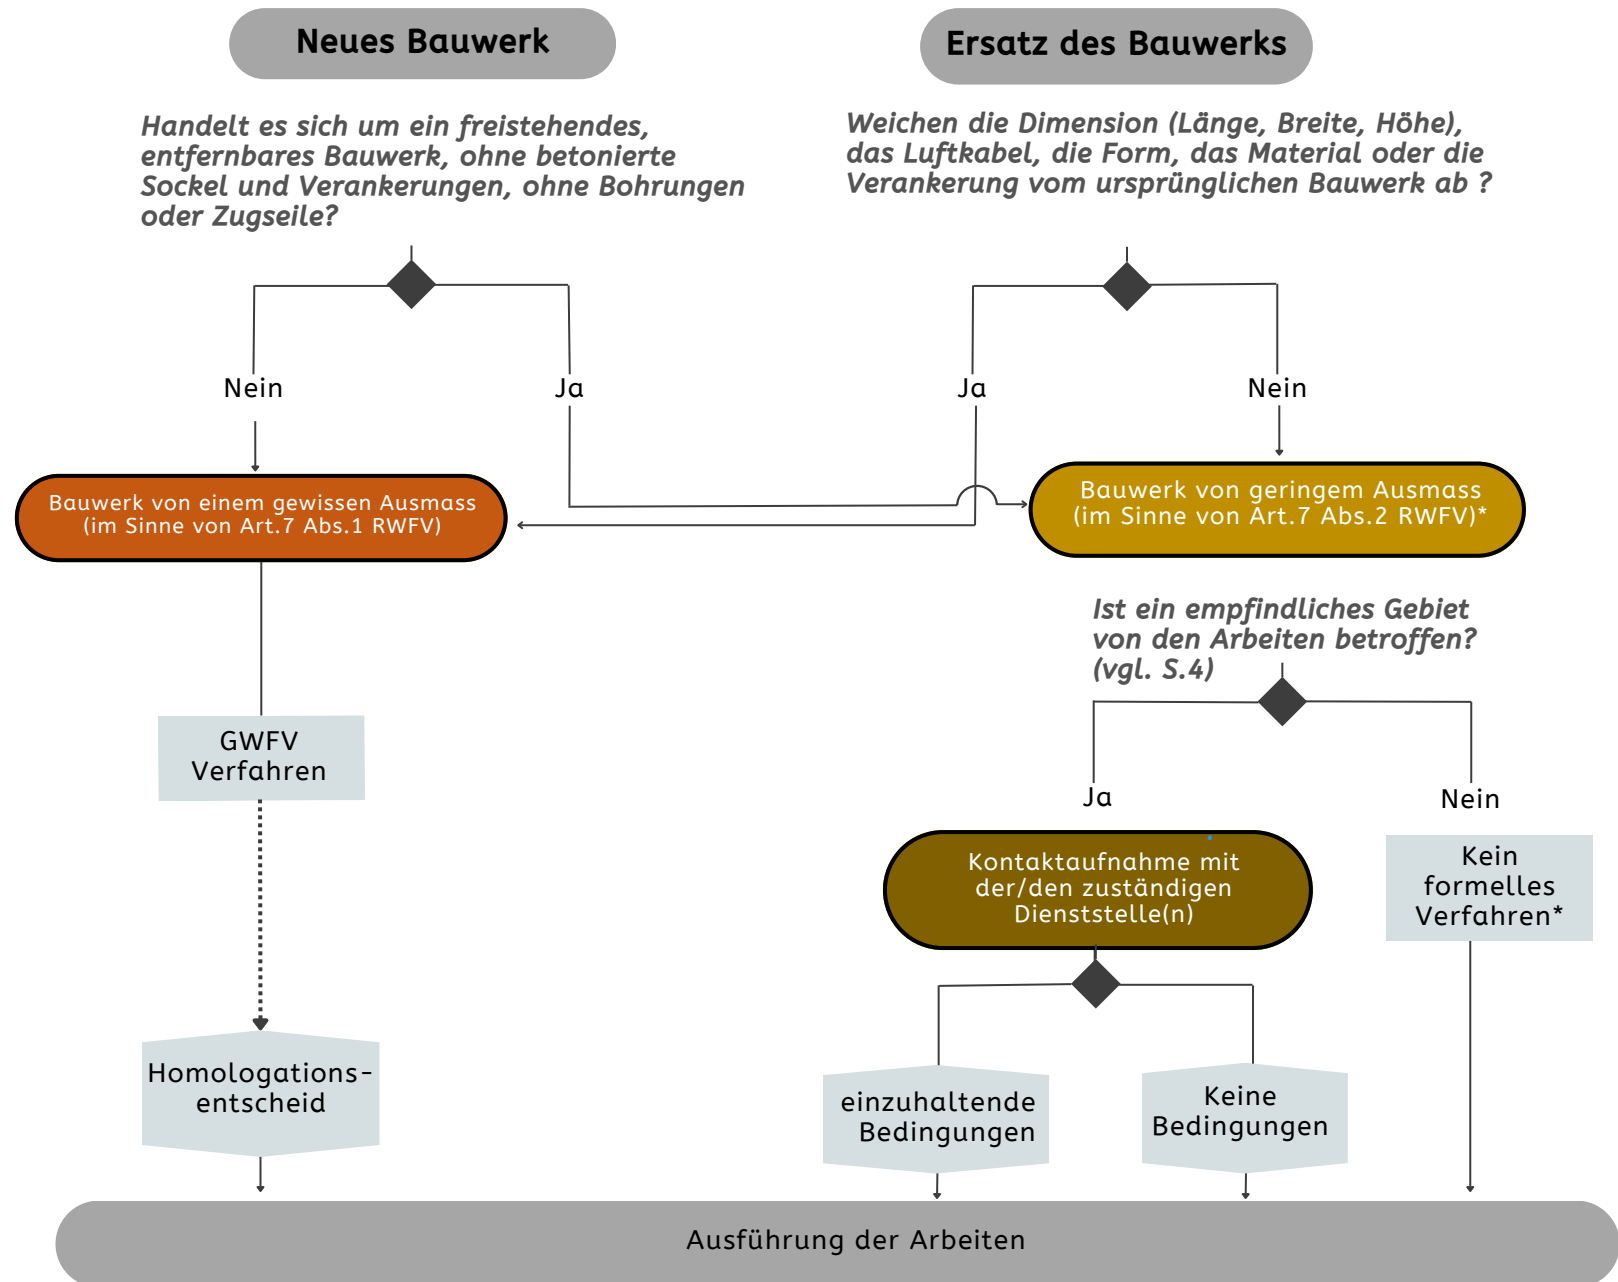 Neues Bauwerk
Handelt es sich um ein freistehendes,
entfernbares Bauwerk, ohne betonierte
Sockel und Verankerungen, ohne Bohrungen
oder Zugseile?
Ersatz des Bauwerks
Weichen die Dimension (Länge, Breite, Höhe),
das Luftkabel, die Form, das Material oder die
Verankerung vom ursprünglichen Bauwerk ab ?
Nein
Ja
Ja
Nein
Bauwerk von einem gewissen Ausmass
(im Sinne von Art.7 Abs.1 RWFV)
Bauwerk von geringem Ausmass
(im Sinne von Art.7 Abs.2 RWFV)*
Ist ein empfindliches Gebiet
von den Arbeiten betroffen?
(vgl. S.4)
GWFV
Verfahren
Ja
Nein
Kontaktaufnahme mit
der/den zuständigen
Dienststelle(n)
Kein
formelles
Verfahren*
Homologations-
entscheid
einzuhaltende
Bedingungen
Keine
Bedingungen
Ausführung der Arbeiten